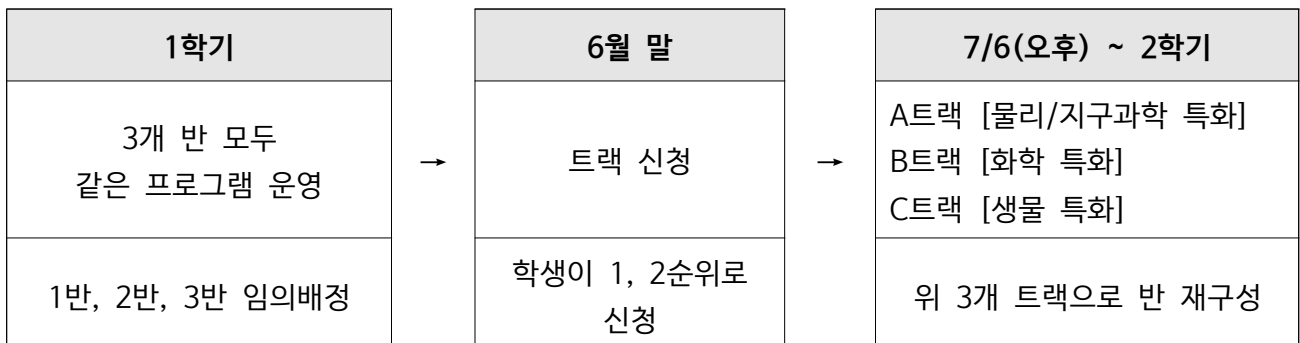 1학기
3개 반 모두
같은 프로그램 운영
1반, 2반, 3반 임의배정
→
6월 말
트랙 신청
학생이 1, 2순위로
신청
→
7/6(오후) ~ 2학기
A트랙 [물리/지구과학 특화]
B트랙 [화학 특화]
C트랙 [생물 특화]
위 3개 트랙으로 반 재구성